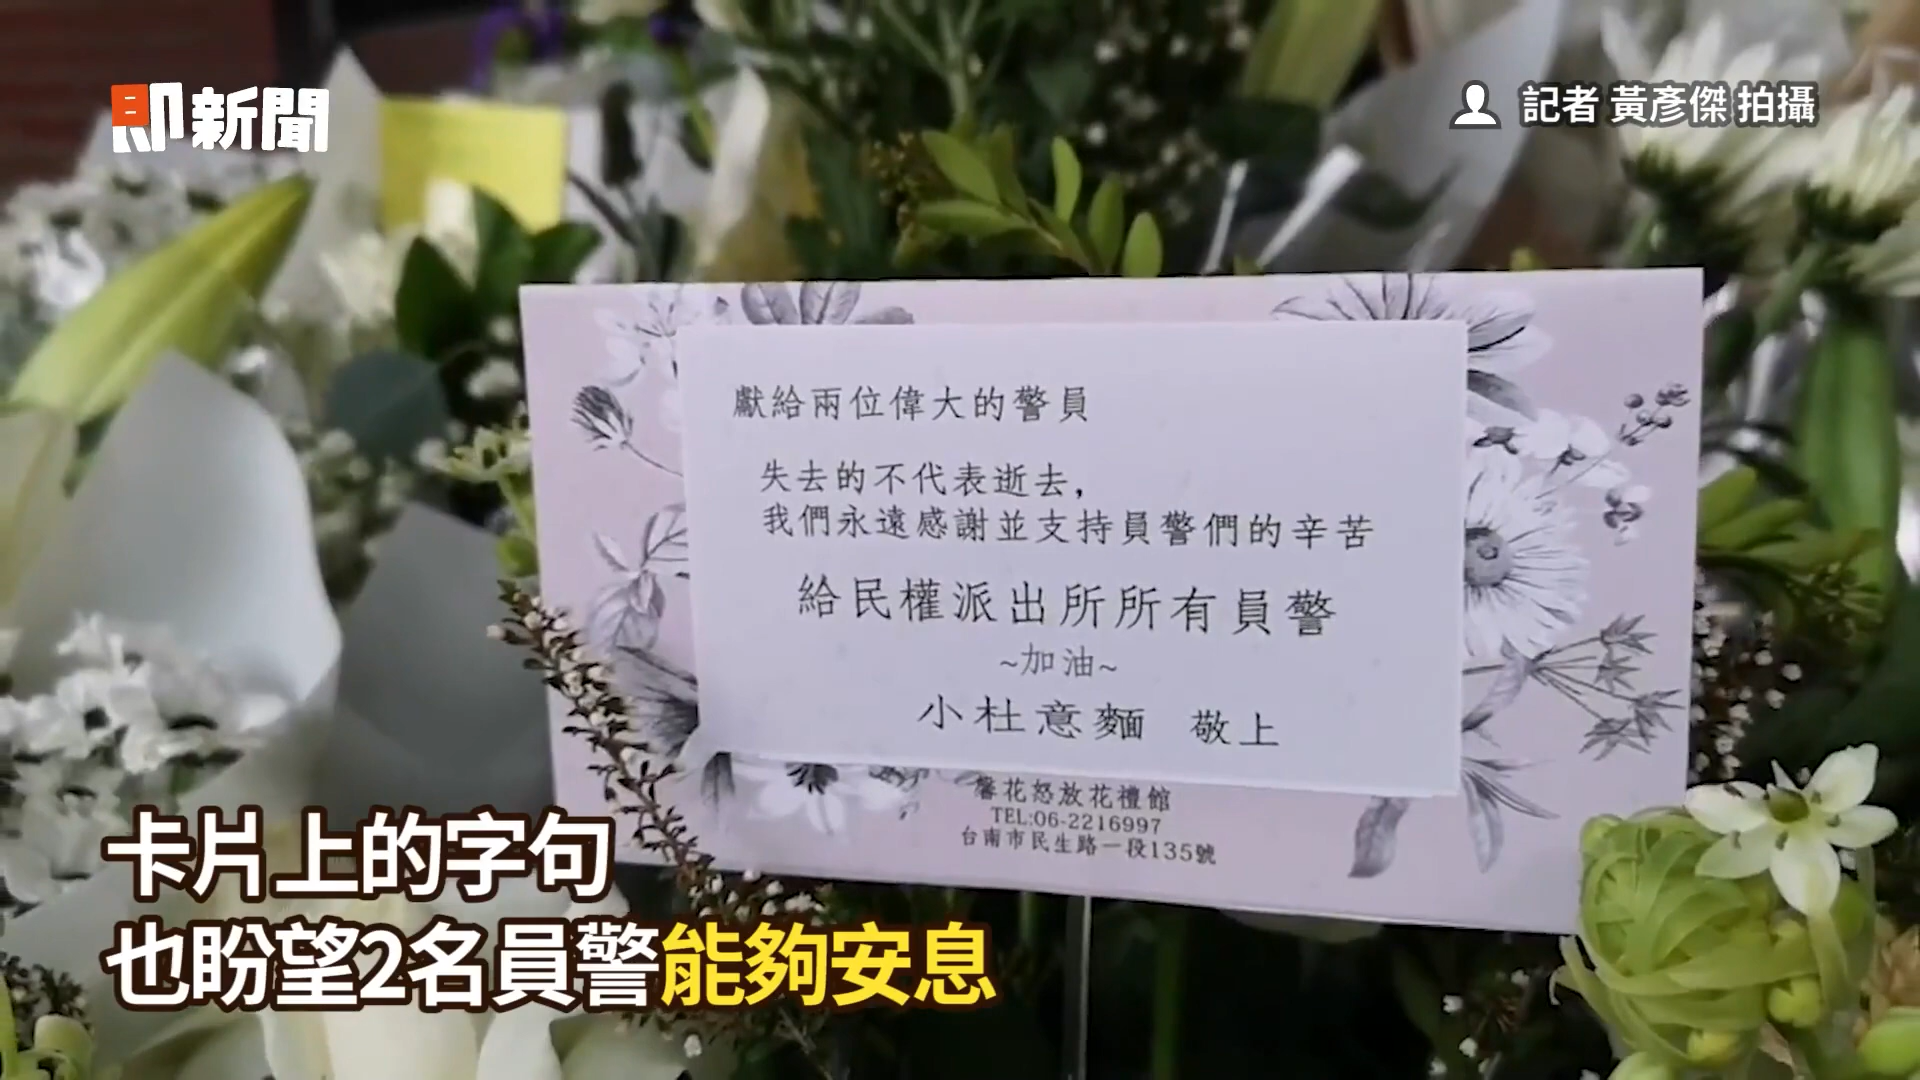 即新聞
記者 黃彥傑 拍攝
獻給兩位偉大的警員
失去的不代表逝去，
我們永遠感謝並支持員警們的辛苦
給民權派出所所有員警
~加油~
小杜意麵 敬上
馨花怒放花禮館
TEL:06-2216997
台南市民生路一段135號
卡片上的字句
也盼望2名員警能夠安息